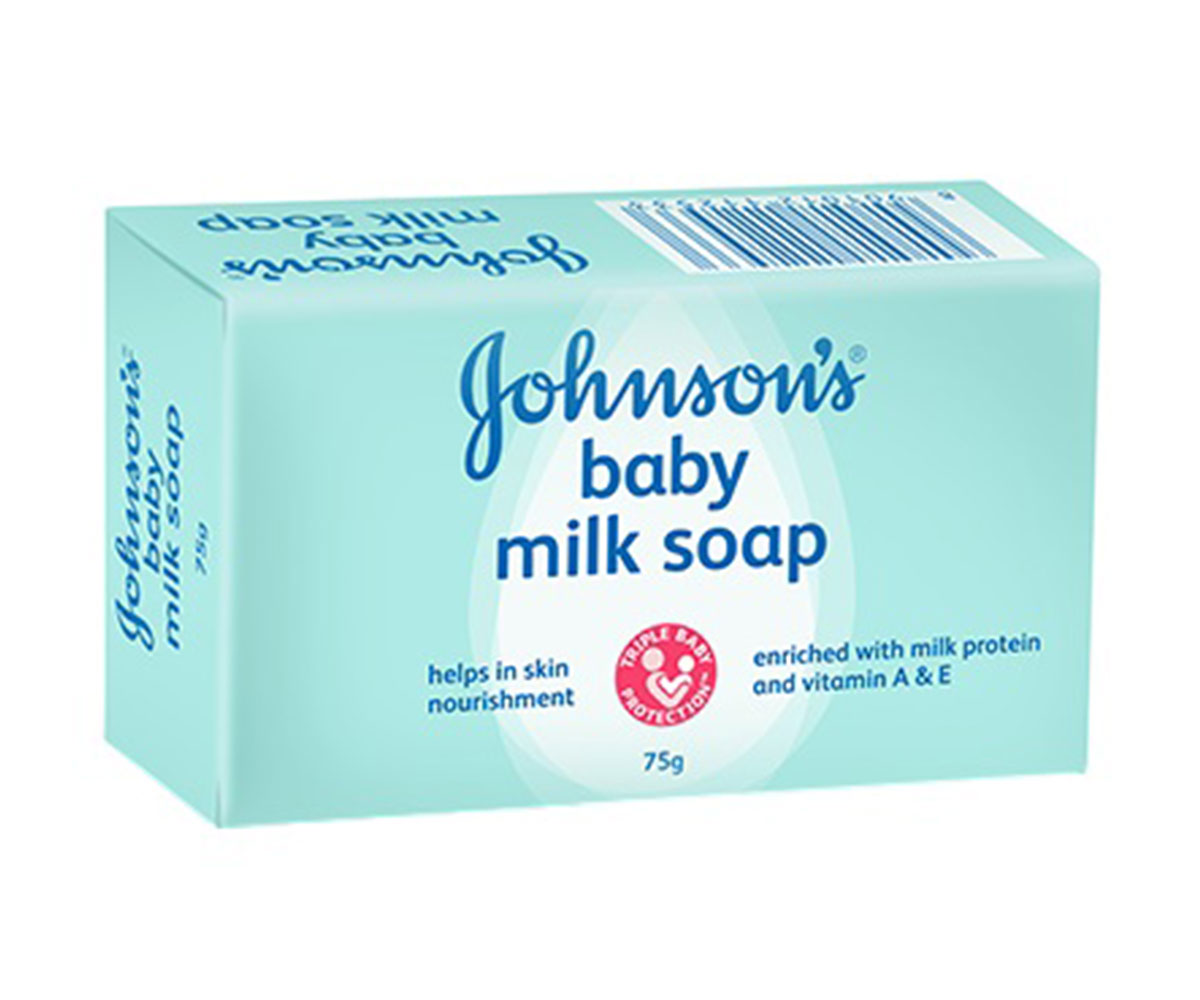 Johnson's
baby
milk soap
Johnson's®
baby
milk soap
helps in skin
nourishment
TRIPLE BABY
PROTECTION™
enriched with milk protein
and vitamin A & E
75g
Johnson's
baby
milk soap
75g